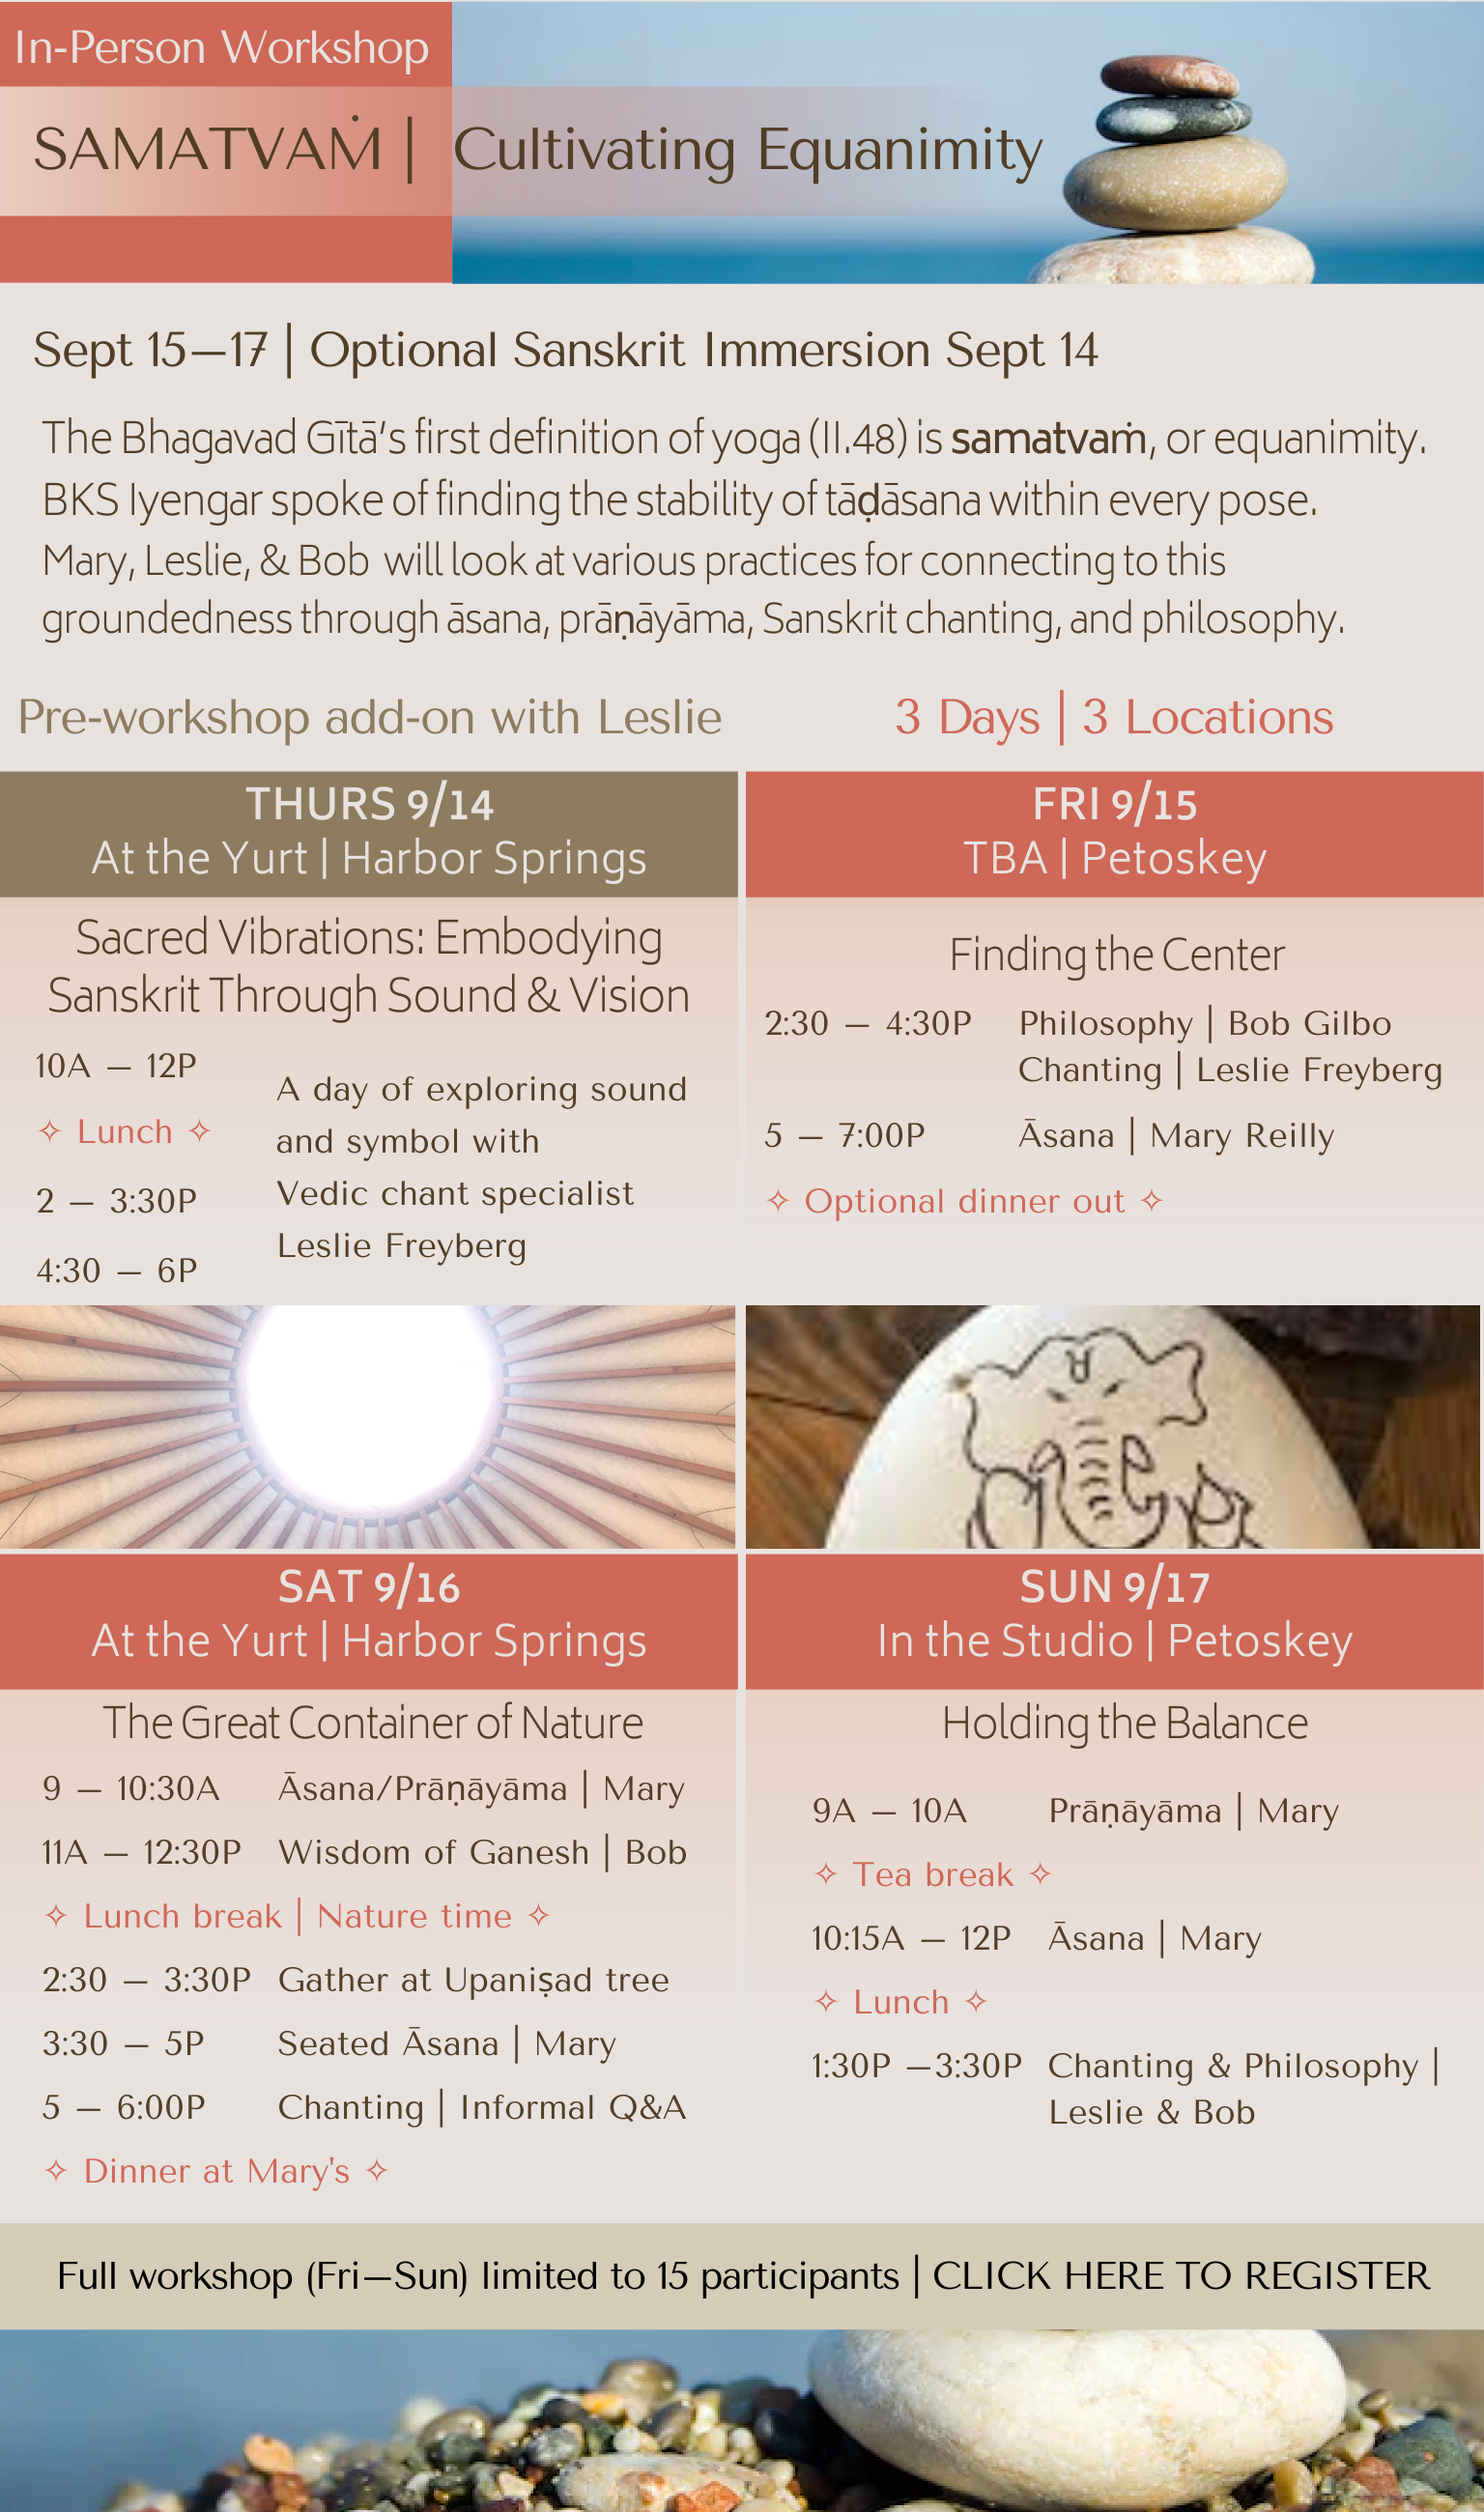 In-Person Workshop
SAMATVAṀ | Cultivating Equanimity
Sept 15—17 | Optional Sanskrit Immersion Sept 14
The Bhagavad Gītā's first definition of yoga (II.48) is samatvaṁ, or equanimity.
BKS Iyengar spoke of finding the stability of tāḍāsana within every pose.
Mary, Leslie, & Bob will look at various practices for connecting to this
groundedness through āsana, prāṇāyāma, Sanskrit chanting, and philosophy.
Pre-workshop add-on with Leslie
THURS 9/14
At the Yurt | Harbor Springs
Sacred Vibrations: Embodying
Sanskrit Through Sound & Vision
10A — 12P
✧ Lunch ✧
2 — 3:30P
4:30 — 6P
A day of exploring sound
and symbol with
Vedic chant specialist
Leslie Freyberg
3 Days | 3 Locations
FRI 9/15
TBA | Petoskey
Finding the Center
2:30 — 4:30P Philosophy | Bob Gilbo
Chanting | Leslie Freyberg
5 — 7:00P Āsana | Mary Reilly
✧ Optional dinner out ✧
SAT 9/16
At the Yurt | Harbor Springs
The Great Container of Nature
9 — 10:30A Āsana/Prāṇāyāma | Mary
11A — 12:30P Wisdom of Ganesh | Bob
✧ Lunch break | Nature time ✧
2:30 — 3:30P Gather at Upaniṣad tree
3:30 — 5P Seated Āsana | Mary
5 — 6:00P Chanting | Informal Q&A
✧ Dinner at Mary's ✧
SUN 9/17
In the Studio | Petoskey
Holding the Balance
9A — 10A Prāṇāyāma | Mary
✧ Tea break ✧
10:15A — 12P Āsana | Mary
✧ Lunch ✧
1:30P —3:30P Chanting & Philosophy |
Leslie & Bob
Full workshop (Fri—Sun) limited to 15 participants | CLICK HERE TO REGISTER